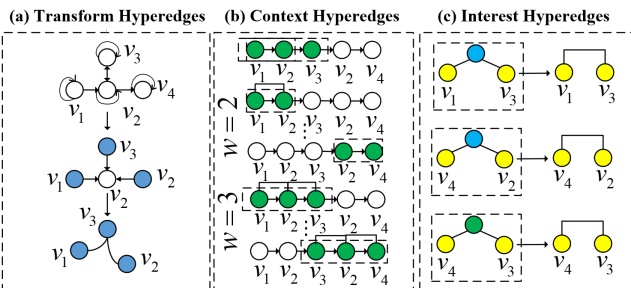 (a) Transform Hyperedges
v3
v4
v1
v2
v3
v1
v2
v2
v3
v1
v2
(b) Context Hyperedges
v1 v2 v3 v2 v4
w = 2
v1 v2 v3 v2 v4
v1 v2 v3 v2 v4
w = 3
v1 v2 v3 v2 v4
v1 v2 v3 v2 v4
(c) Interest Hyperedges
v1 v3 v1 v3
v4 v2 v4 v2
v4 v3 v4 v3